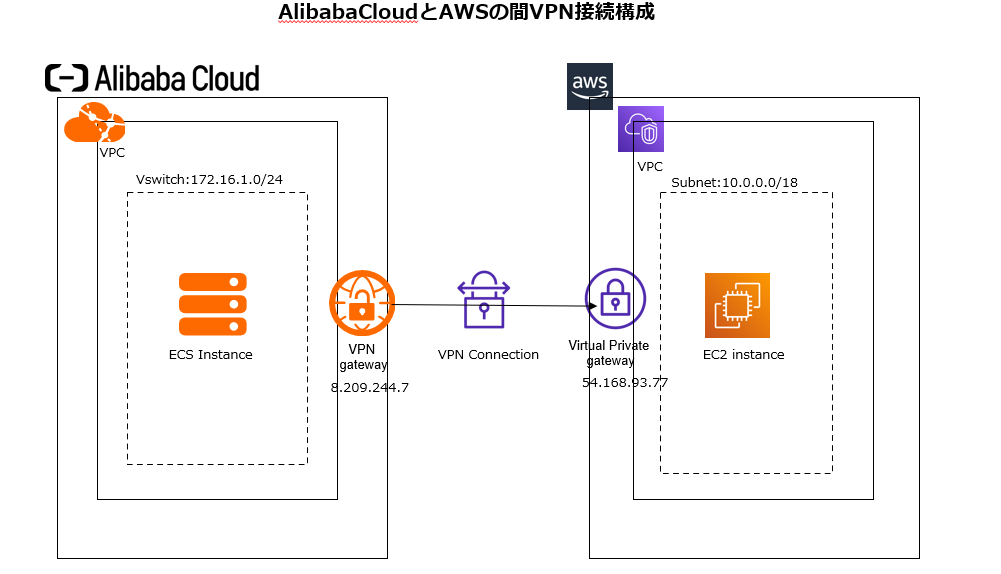 AlibabaCloudとAWSの間VPN接続構成
Alibaba Cloud
aws
VPC
VPC
Vswitch:172.16.1.0/24
Subnet:10.0.0.0/18
ECS Instance
VPN
gateway
8.209.244.7
VPN Connection
Virtual Private
gateway
54.168.93.77
EC2 instance